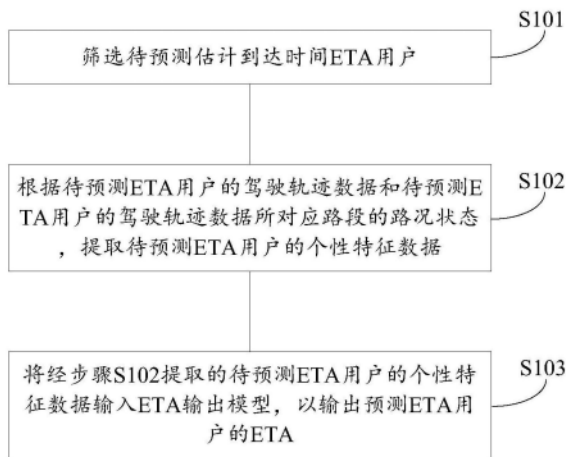 S101
筛选待预测估计到达时间ETA用户
S102
根据待预测ETA用户的驾驶轨迹数据和待预测E
TA用户的驾驶轨迹数据所对应路段的路况状态
，提取待预测ETA用户的个性特征数据
S103
将经步骤S102提取的待预测ETA用户的个性特
征数据输入ETA输出模型，以输出预测ETA用
户的ETA